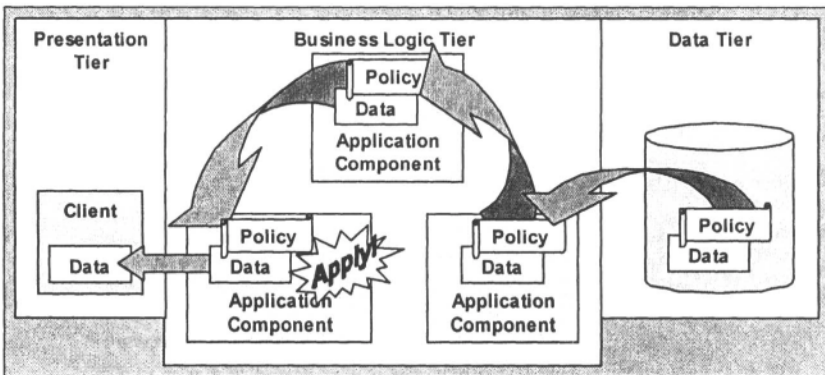 Presentation
Tier
Business Logic Tier
Data Tier
Policy
Data
Application
Component
Client
Data
Policy
Data
Apply!
Application
Component
Policy
Data
Application
Component
Policy
Data